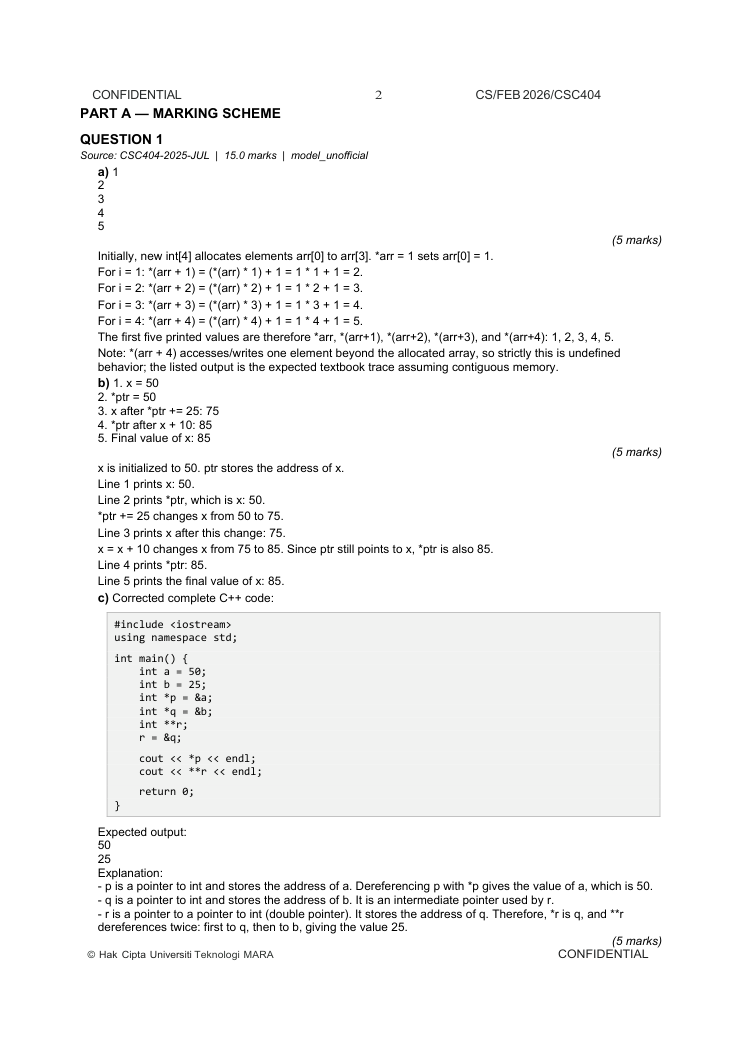 CONFIDENTIAL 2 CS/FEB 2026/CSC404
PART A — MARKING SCHEME
QUESTION 1
Source: CSC404-2025-JUL | 15.0 marks | model_unofficial
a) 1
2
3
4
5
(5 marks)
Initially, new int[4] allocates elements arr[0] to arr[3]. *arr = 1 sets arr[0] = 1.
For i = 1: *(arr + 1) = (*(arr) * 1) + 1 = 1 * 1 + 1 = 2.
For i = 2: *(arr + 2) = (*(arr) * 2) + 1 = 1 * 2 + 1 = 3.
For i = 3: *(arr + 3) = (*(arr) * 3) + 1 = 1 * 3 + 1 = 4.
For i = 4: *(arr + 4) = (*(arr) * 4) + 1 = 1 * 4 + 1 = 5.
The first five printed values are therefore *arr, *(arr+1), *(arr+2), *(arr+3), and *(arr+4): 1, 2, 3, 4, 5.
Note: *(arr + 4) accesses/writes one element beyond the allocated array, so strictly this is undefined
behavior; the listed output is the expected textbook trace assuming contiguous memory.
b) 1. x = 50
2. *ptr = 50
3. x after *ptr += 25: 75
4. *ptr after x + 10: 85
5. Final value of x: 85
(5 marks)
x is initialized to 50. ptr stores the address of x.
Line 1 prints x: 50.
Line 2 prints *ptr, which is x: 50.
*ptr += 25 changes x from 50 to 75.
Line 3 prints x after this change: 75.
x = x + 10 changes x from 75 to 85. Since ptr still points to x, *ptr is also 85.
Line 4 prints *ptr: 85.
Line 5 prints the final value of x: 85.
c) Corrected complete C++ code:
#include <iostream>
using namespace std;
int main() {
    int a = 50;
    int b = 25;
    int *p = &a;
    int *q = &b;
    int **r;
    r = &q;
    cout << *p << endl;
    cout << **r << endl;
    return 0;
}
Expected output:
50
25
Explanation:
- p is a pointer to int and stores the address of a. Dereferencing p with *p gives the value of a, which is 50.
- q is a pointer to int and stores the address of b. It is an intermediate pointer used by r.
- r is a pointer to a pointer to int (double pointer). It stores the address of q. Therefore, *r is q, and **r
dereferences twice: first to q, then to b, giving the value 25.
(5 marks)
© Hak Cipta Universiti Teknologi MARA CONFIDENTIAL